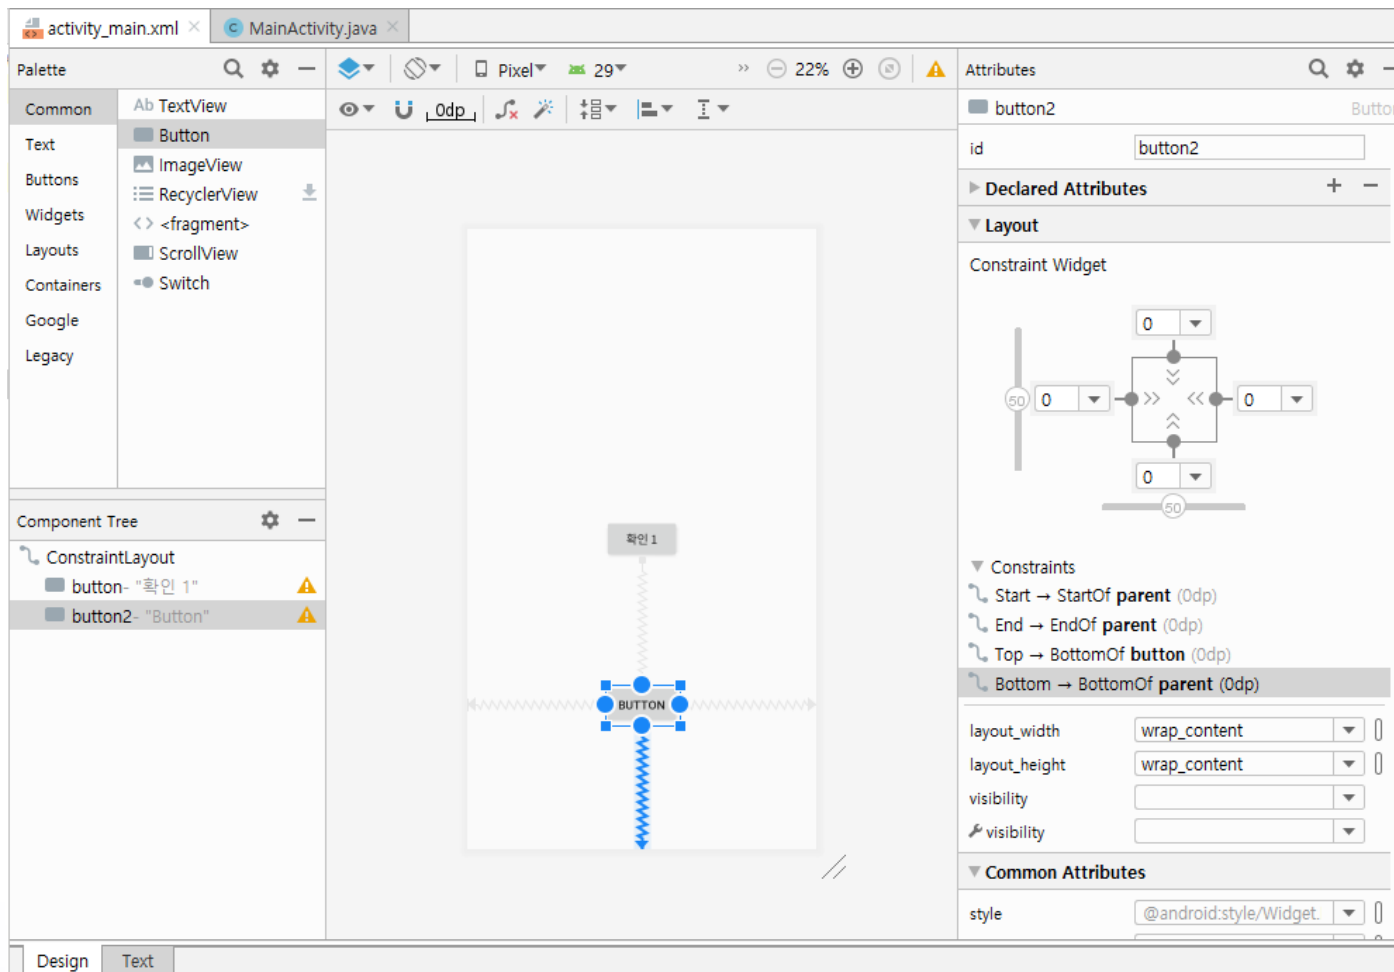 activity_main.xml
MainActivity.java
Palette
Pixel
29
22%
Attributes
Common
Text
Buttons
Widgets
Layouts
Containers
Google
Legacy
Ab TextView
Button
ImageView
RecyclerView
<fragment>
ScrollView
Switch
0dp
button2
id
button2
Declared Attributes
Layout
Constraint Widget
0
50
0
0
0
50
Component Tree
ConstraintLayout
button- "확인 1"
button2- "Button"
확인 1
BUTTON
Constraints
Start → StartOf parent (0dp)
End → EndOf parent (0dp)
Top → BottomOf button (0dp)
Bottom → BottomOf parent (0dp)
layout_width wrap_content
layout_height wrap_content
visibility
visibility
Common Attributes
style @android:style/Widget.
Design
Text